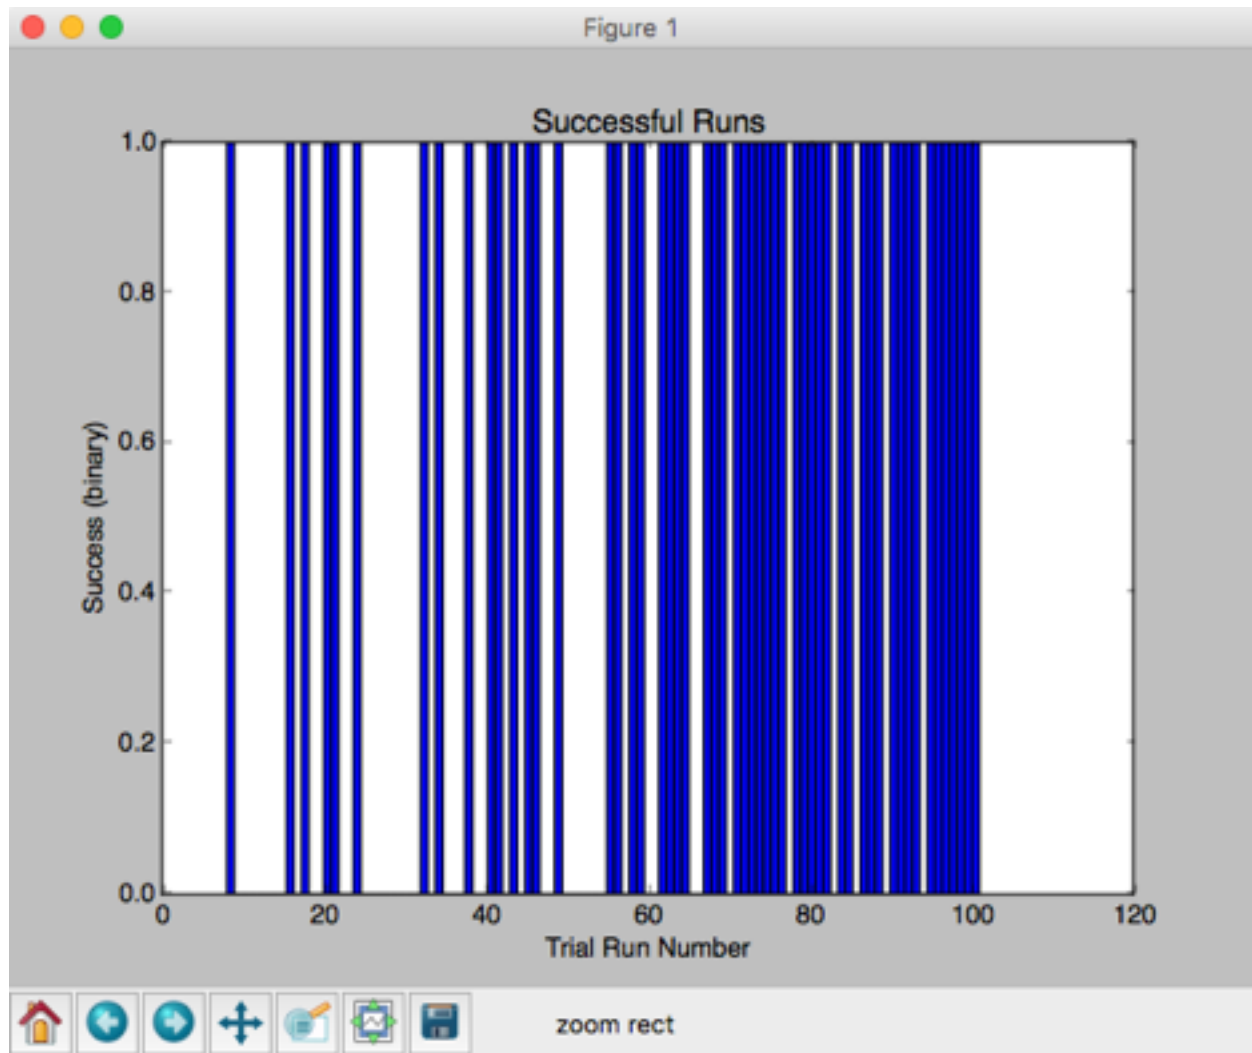 Figure 1
Successful Runs
1.0
0.8
0.6
0.4
0.2
0.0
Success (binary)
0 20 40 60 80 100 120
Trial Run Number
zoom rect